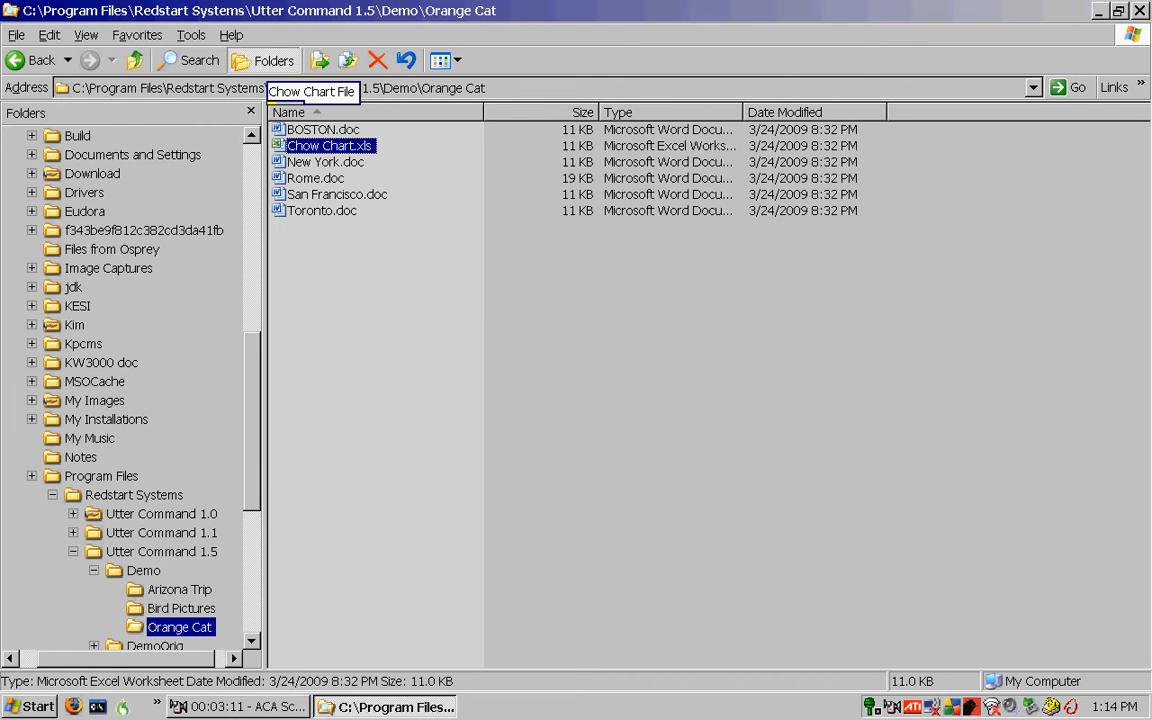 C:\Program Files\Redstart Systems\Utter Command 1.5\Demo\Orange Cat
File Edit View Favorites Tools Help
Back Search Folders
Address C:\Program Files\Redstart Systems\ 1.5\Demo\Orange Cat Go Links »
Chow Chart File
Folders
Build
Documents and Settings
Download
Drivers
Eudora
f343be9f812c382cd3da41fb
Files from Osprey
Image Captures
jdk
KESI
Kim
Kpcms
KW3000 doc
MSOCache
My Images
My Installations
My Music
Notes
Program Files
Redstart Systems
Utter Command 1.0
Utter Command 1.1
Utter Command 1.5
Demo
Arizona Trip
Bird Pictures
Orange Cat
DemoOrig
Name Size Type Date Modified
BOSTON.doc 11 KB Microsoft Word Docu... 3/24/2009 8:32 PM
Chow Chart.xls 11 KB Microsoft Excel Works... 3/24/2009 8:32 PM
New York.doc 11 KB Microsoft Word Docu... 3/24/2009 8:32 PM
Rome.doc 19 KB Microsoft Word Docu... 3/24/2009 8:32 PM
San Francisco.doc 11 KB Microsoft Word Docu... 3/24/2009 8:32 PM
Toronto.doc 11 KB Microsoft Word Docu... 3/24/2009 8:32 PM
Type: Microsoft Excel Worksheet Date Modified: 3/24/2009 8:32 PM Size: 11.0 KB 11.0 KB My Computer
Start » 00:03:11 - ACA Sc... C:\Program Files... ATI 1:14 PM